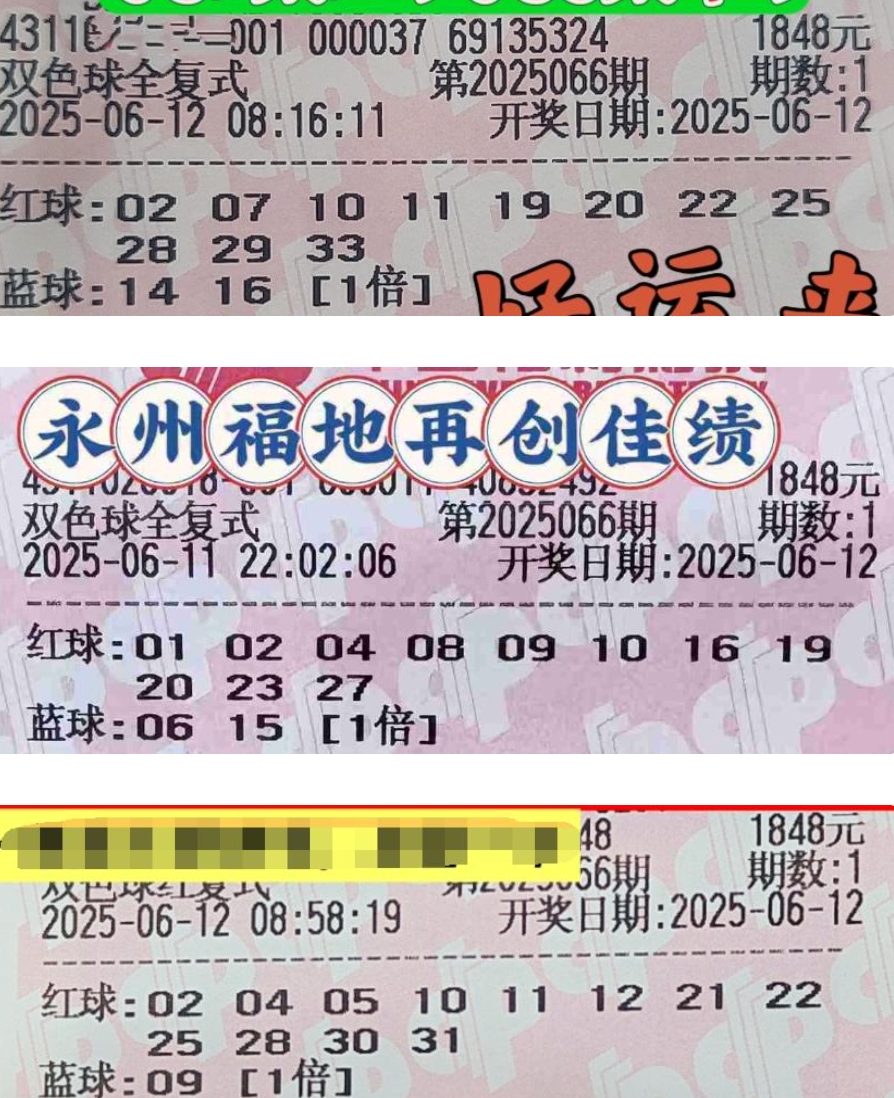 001 000037 69135324 1848元
双色球全复式 第2025066期 期数:1
2025-06-12 08:16:11 开奖日期:2025-06-12
红球:02 07 10 11 19 20 22 25
28 29 33
蓝球:14 16 [1倍]
好运来
永州福地再创佳绩
1848元
双色球全复式 第2025066期 期数:1
2025-06-11 22:02:06 开奖日期:2025-06-12
红球:01 02 04 08 09 10 16 19
20 23 27
蓝球:06 15 [1倍]
48 1848元
双色球红复式 第2025066期 期数:1
2025-06-12 08:58:19 开奖日期:2025-06-12
红球:02 04 05 10 11 12 21 22
25 28 30 31
蓝球:09 [1倍]